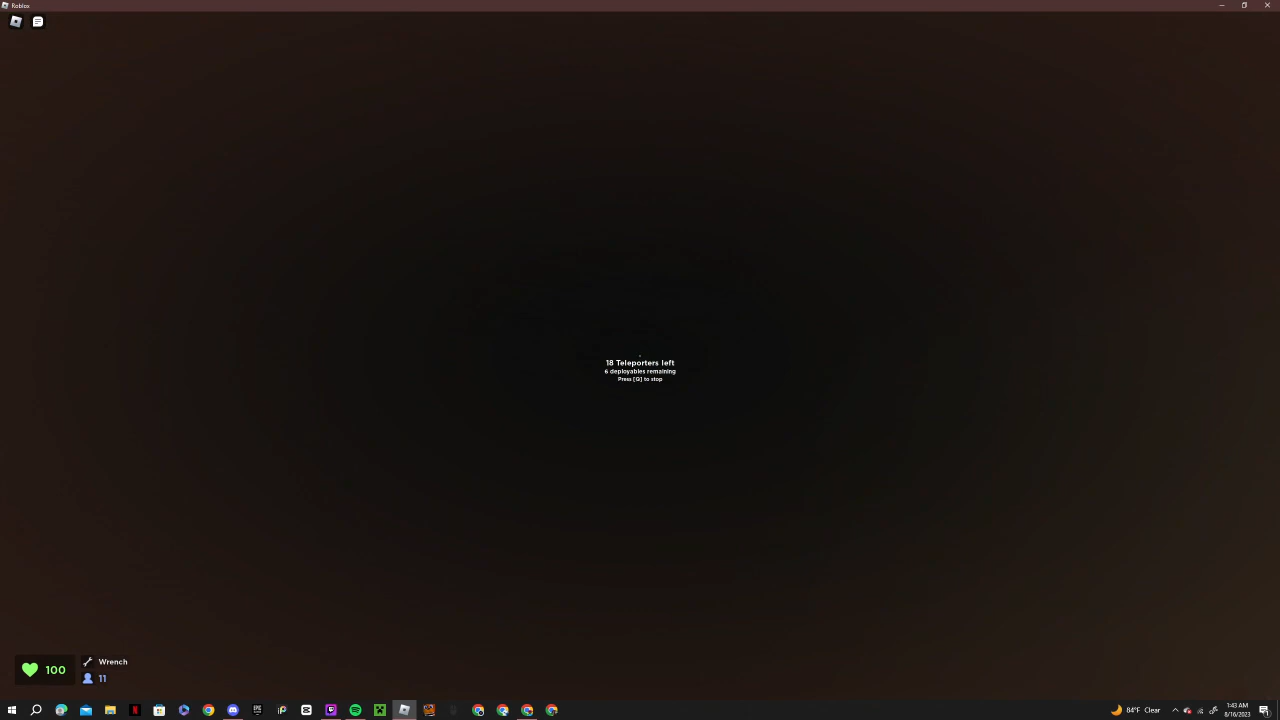 Roblox
18 Teleporters left
6 deployables remaining
Press [Q] to stop
100
Wrench
11
84°F Clear
1:43 AM
8/16/2023